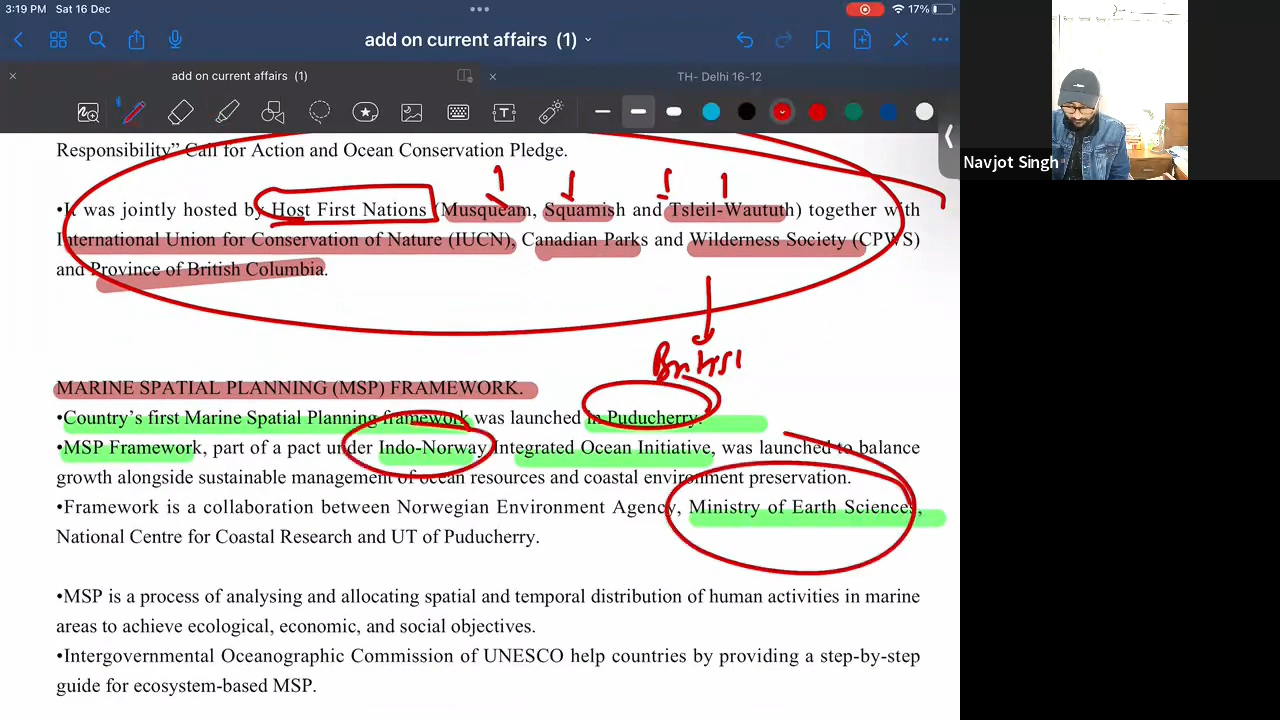 3:19 PM Sat 16 Dec
17%
add on current affairs (1)
add on current affairs (1)
TH- Delhi 16-12
Responsibility” Call for Action and Ocean Conservation Pledge.
•It was jointly hosted by Host First Nations (Musqueam, Squamish and Tsleil-Waututh) together with
International Union for Conservation of Nature (IUCN), Canadian Parks and Wilderness Society (CPWS)
and Province of British Columbia.
British
MARINE SPATIAL PLANNING (MSP) FRAMEWORK.
•Country’s first Marine Spatial Planning framework was launched in Puducherry.
•MSP Framework, part of a pact under Indo-Norway Integrated Ocean Initiative, was launched to balance
growth alongside sustainable management of ocean resources and coastal environment preservation.
•Framework is a collaboration between Norwegian Environment Agency, Ministry of Earth Sciences,
National Centre for Coastal Research and UT of Puducherry.
•MSP is a process of analysing and allocating spatial and temporal distribution of human activities in marine
areas to achieve ecological, economic, and social objectives.
•Intergovernmental Oceanographic Commission of UNESCO help countries by providing a step-by-step
guide for ecosystem-based MSP.
Navjot Singh